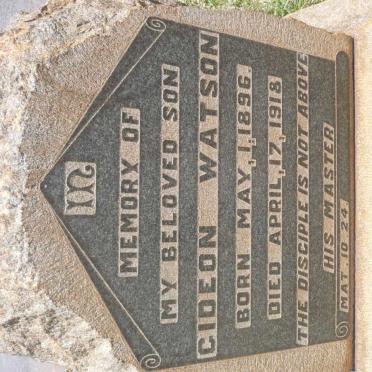 IN
MEMORY OF
MY BELOVED SON
GIDEON WATSON
BORN MAY, 1, 1896
DIED APRIL, 17, 1918
THE DISCIPLE IS NOT ABOVE
HIS MASTER
MAT 10 24